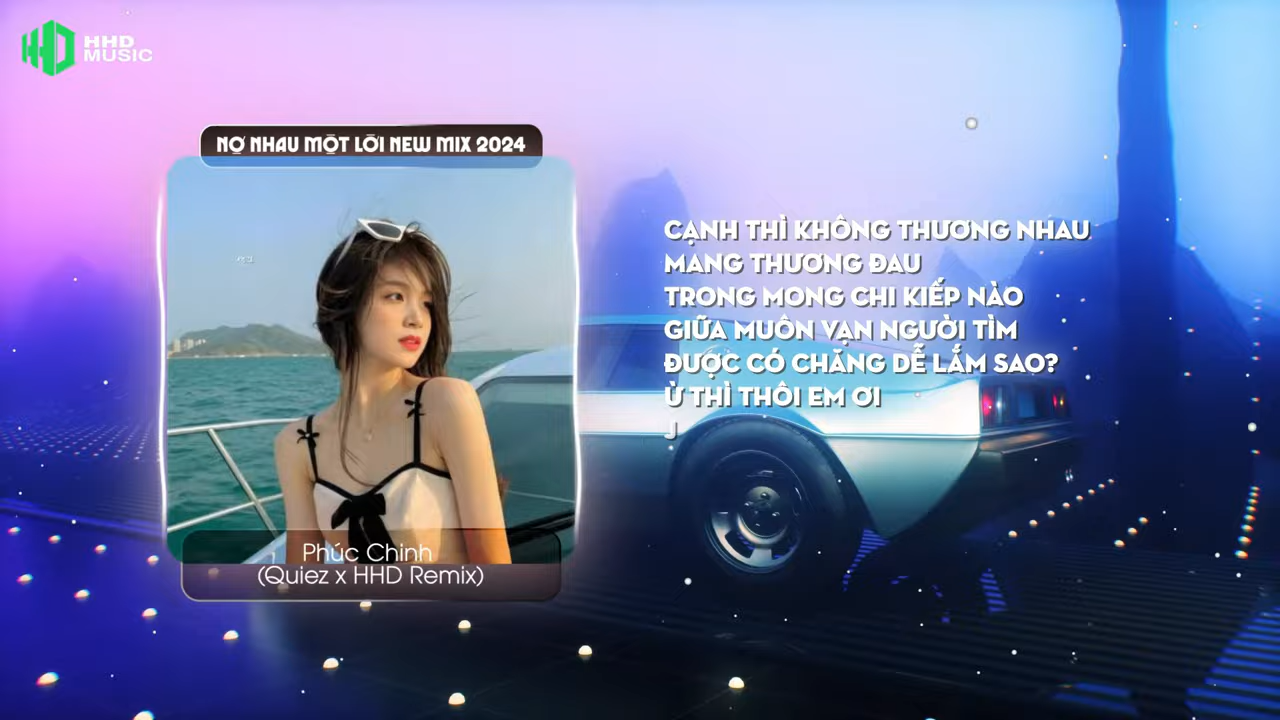 HHD
MUSIC
NỢ NHAU MỘT LỜI NEW MIX 2024
CẠNH THÌ KHÔNG THƯƠNG NHAU
MANG THƯƠNG ĐAU
TRONG MONG CHI KIẾP NÀO
GIỮA MUÔN VẠN NGƯỜI TÌM
ĐƯỢC CÓ CHĂNG DỄ LẮM SAO?
Ừ THÌ THÔI EM ƠI
J
Phúc Chinh
(Quiez x HHD Remix)